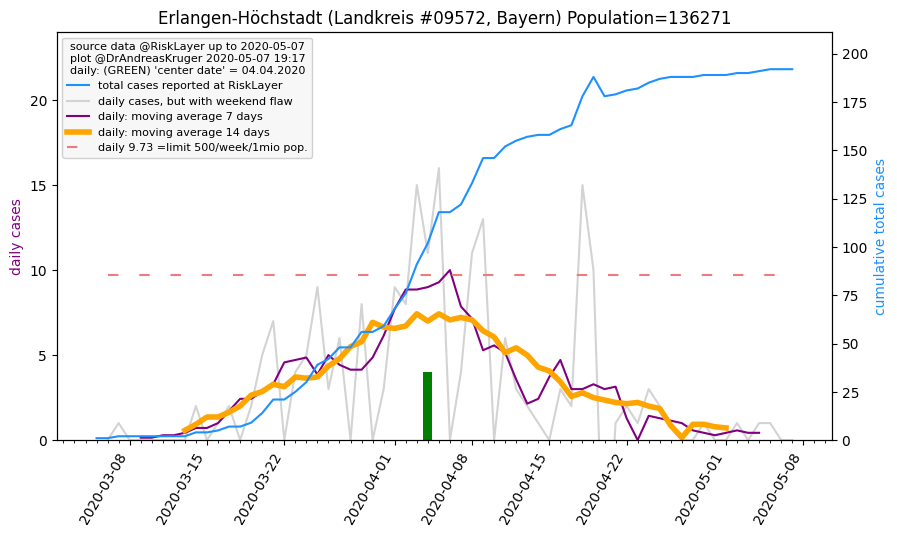 Erlangen-Höchstadt (Landkreis #09572, Bayern) Population=136271
source data @RiskLayer up to 2020-05-07
plot @DrAndreasKruger 2020-05-07 19:17
daily: (GREEN) 'center date' = 04.04.2020
total cases reported at RiskLayer
daily cases, but with weekend flaw
daily: moving average 7 days
daily: moving average 14 days
daily 9.73 =limit 500/week/1mio pop.
daily cases
20
15
10
5
0
cumulative total cases
200
175
150
125
100
75
50
25
0
2020-03-08
2020-03-15
2020-03-22
2020-04-01
2020-04-08
2020-04-15
2020-04-22
2020-05-01
2020-05-08